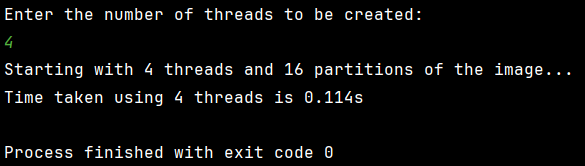 Enter the number of threads to be created:
4
Starting with 4 threads and 16 partitions of the image...
Time taken using 4 threads is 0.114s
Process finished with exit code 0